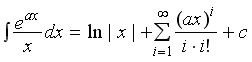 ∫ e^{ax}/x dx = ln | x | + ∑_{i=1}^{∞} (ax)^i / (i · i!) + c